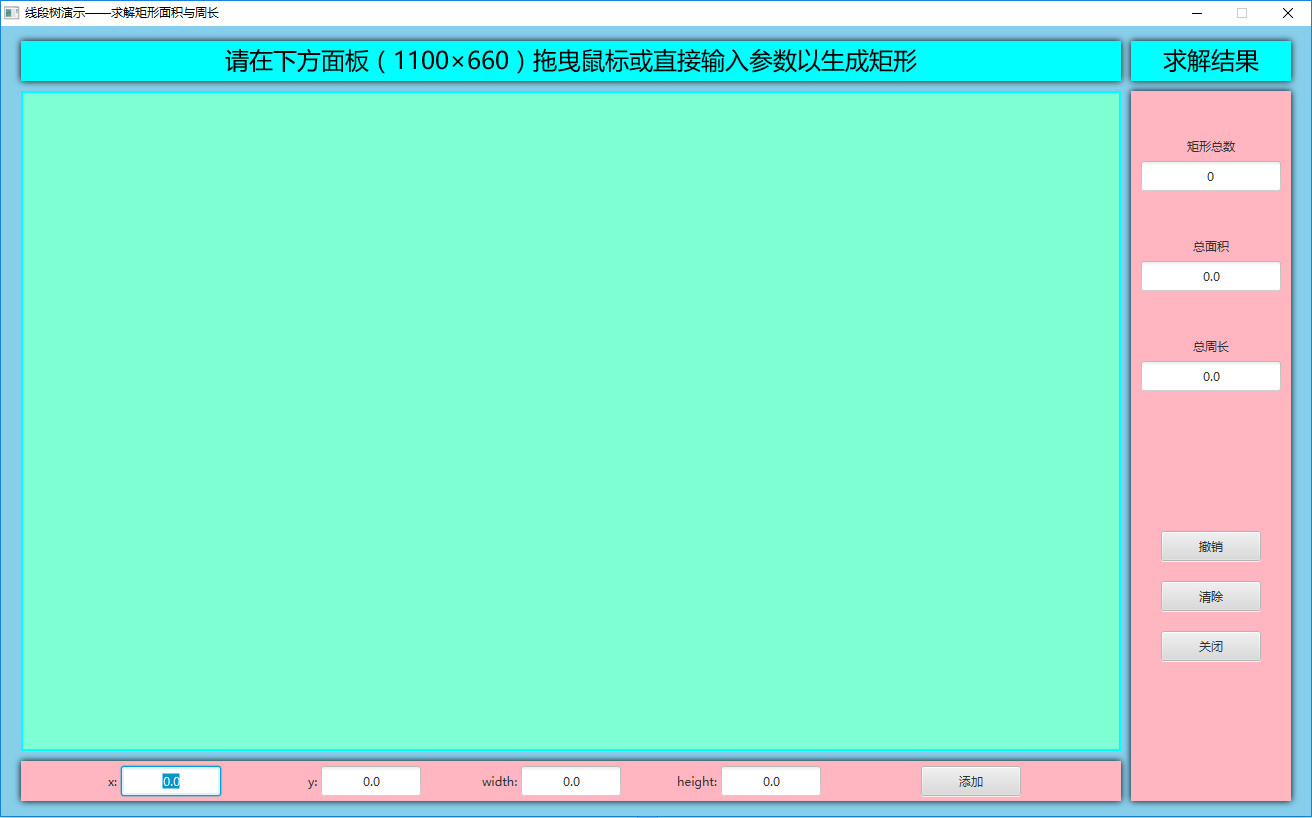 线段树演示——求解矩形面积与周长
请在下方面板（1100×660）拖曳鼠标或直接输入参数以生成矩形
求解结果
矩形总数
0
总面积
0.0
总周长
0.0
撤销
清除
关闭
x: 0.0 y: 0.0 width: 0.0 height: 0.0 添加